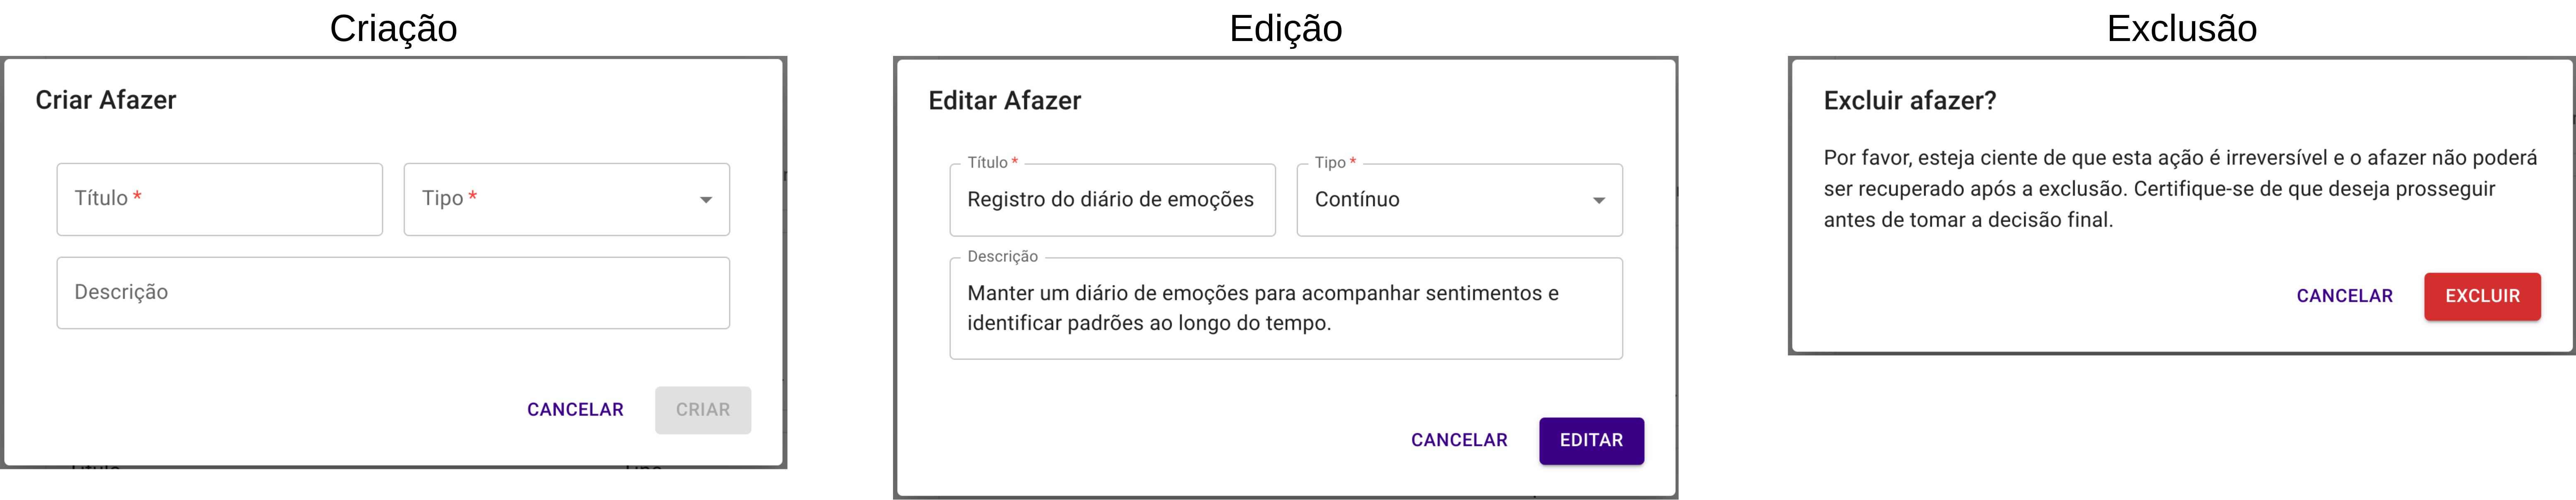 Criação
Criar Afazer
Título *
Tipo *
Descrição
CANCELAR
CRIAR
Edição
Editar Afazer
Título *
Registro do diário de emoções
Tipo *
Contínuo
Descrição
Manter um diário de emoções para acompanhar sentimentos e
identificar padrões ao longo do tempo.
CANCELAR
EDITAR
Exclusão
Excluir afazer?
Por favor, esteja ciente de que esta ação é irreversível e o afazer não poderá
ser recuperado após a exclusão. Certifique-se de que deseja prosseguir
antes de tomar a decisão final.
CANCELAR
EXCLUIR